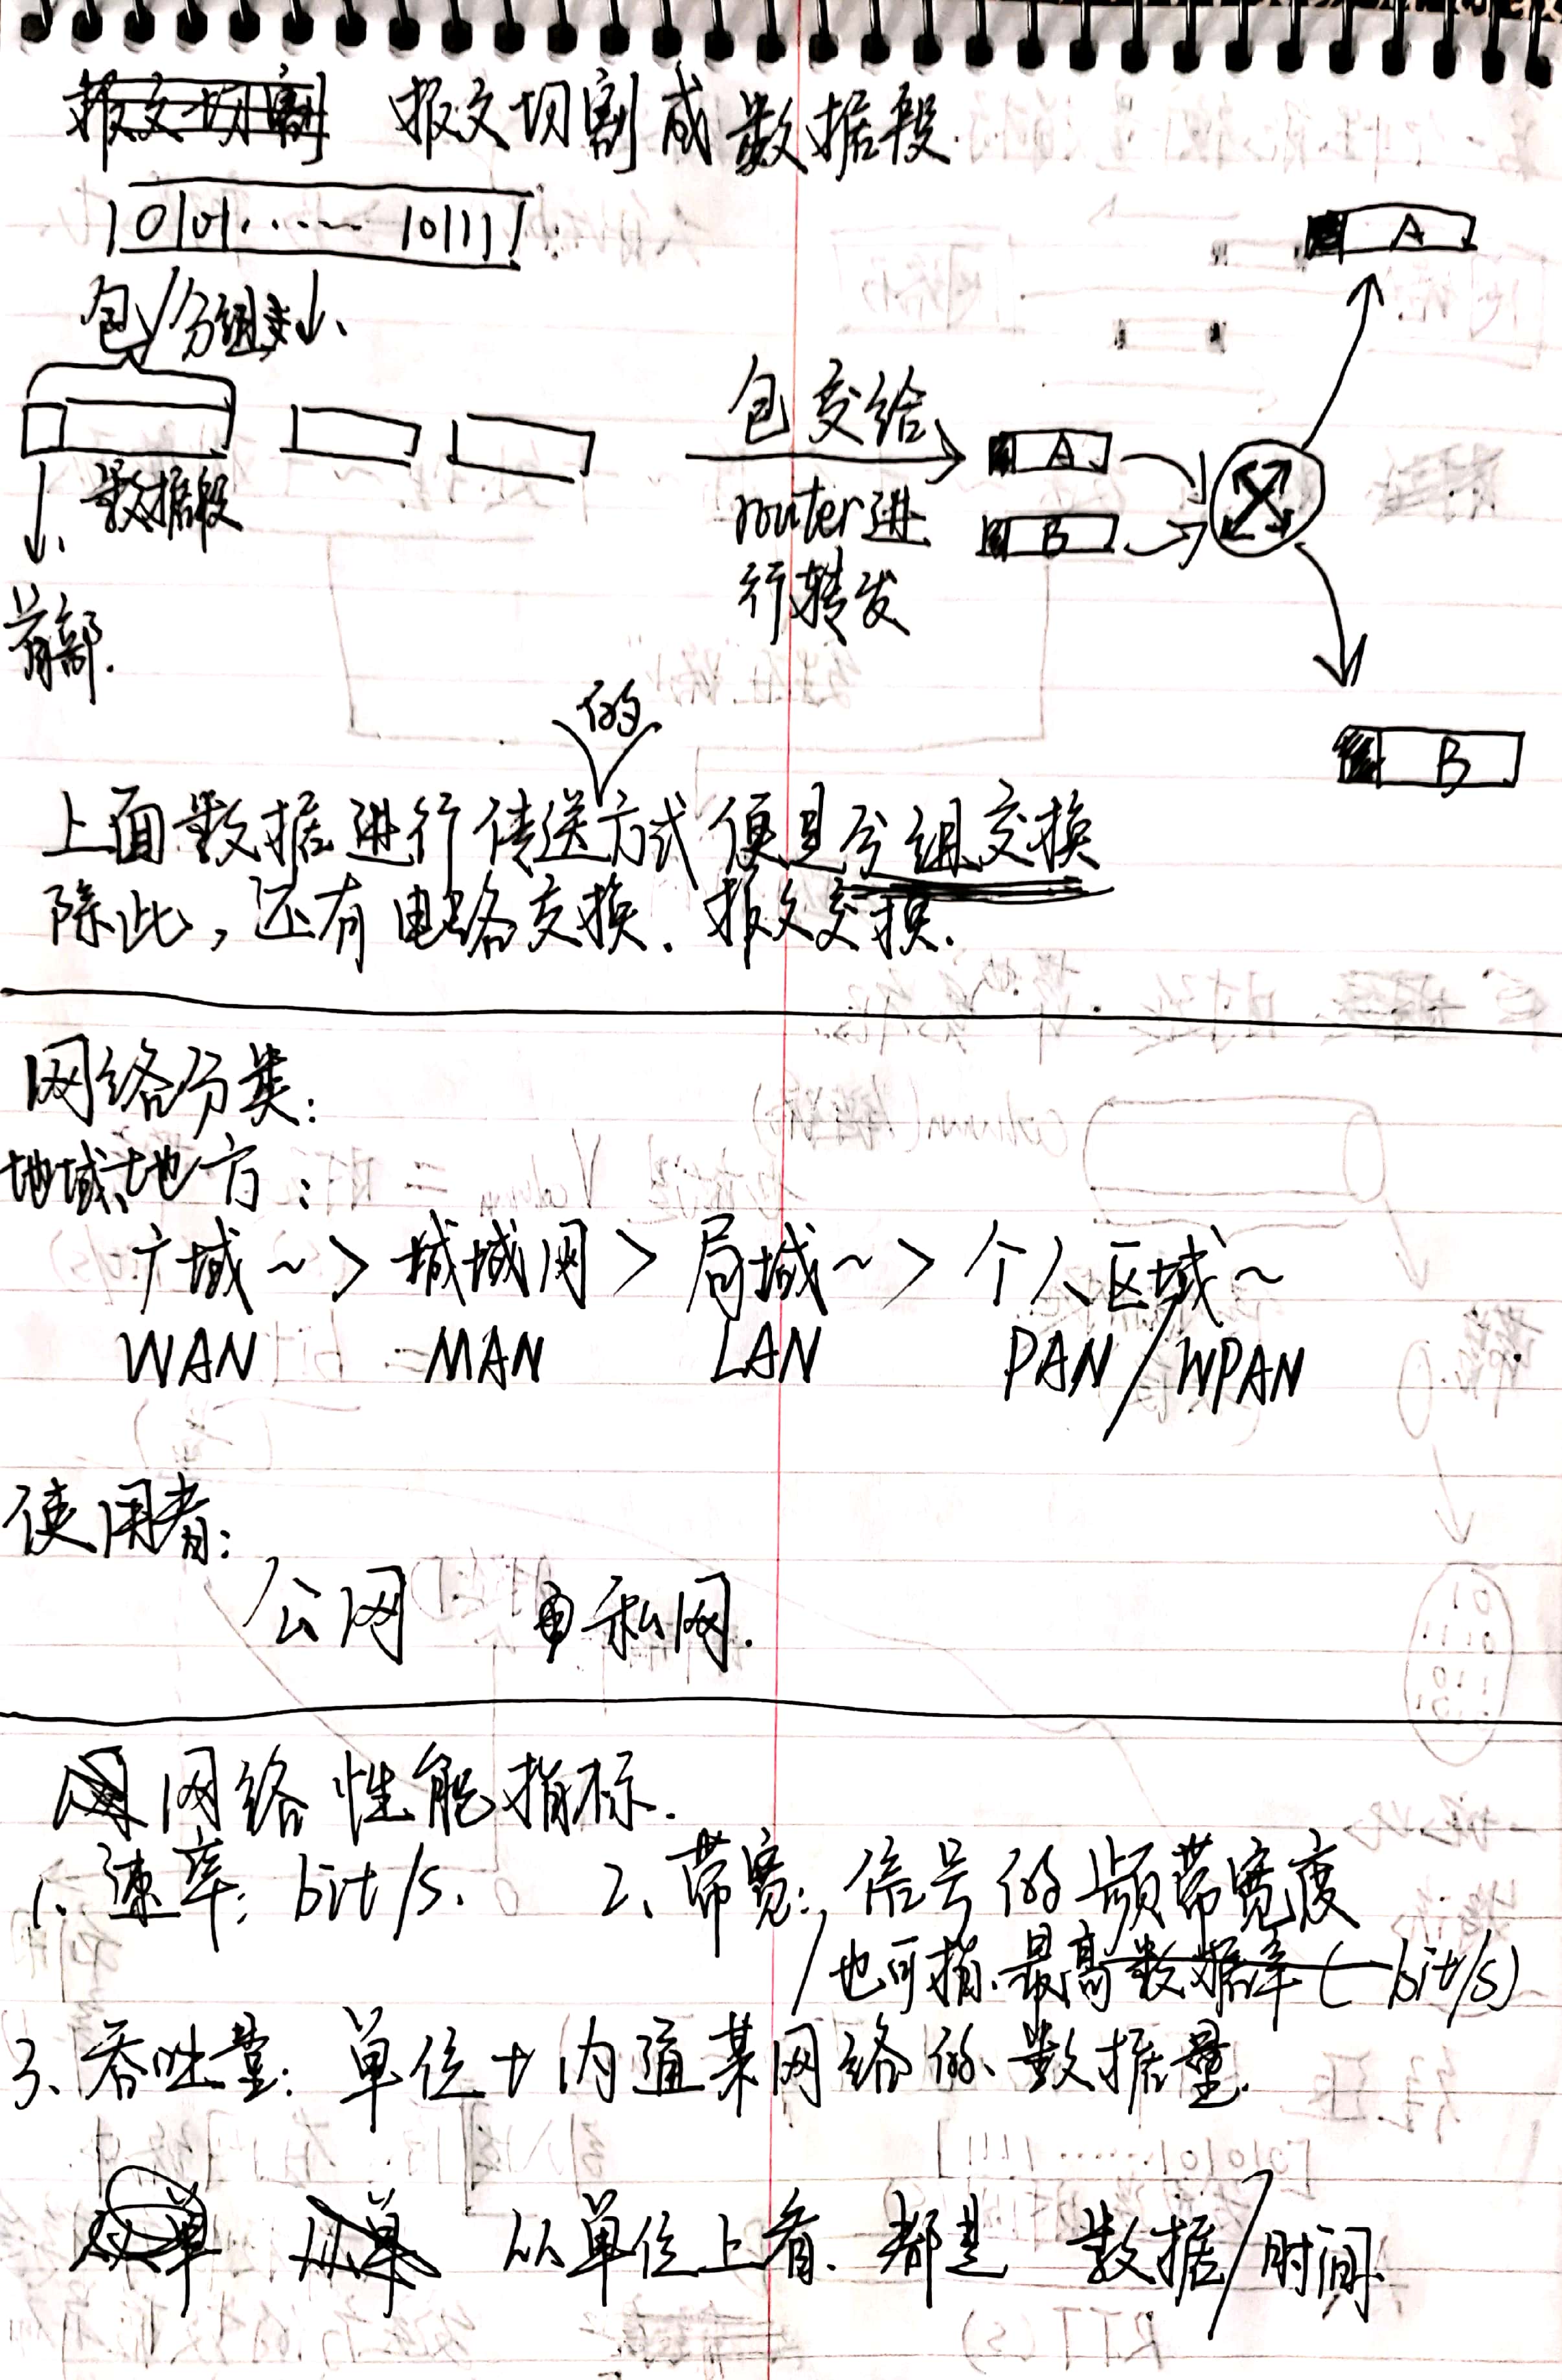 报文切割成数据段.
10101······10111
包/分组
数据段
首部.
包交给
router进
行转发
A
B
A
B
的
上面数据进行传送方式便是分组交换
除此,还有电路交换、报文交换.
网络分类:
地域、地方:
广域~>城域网>局域~>个人区域~
WAN MAN LAN PAN/WPAN
使用者:
公网 私网.
网络性能指标.
1、速率: bit/s. 2、带宽: 信号的频带宽度
也可指最高数据率(bit/s)
3、吞吐量: 单位t内通某网络的数据量.
从单位上看、都是 数据/时间.